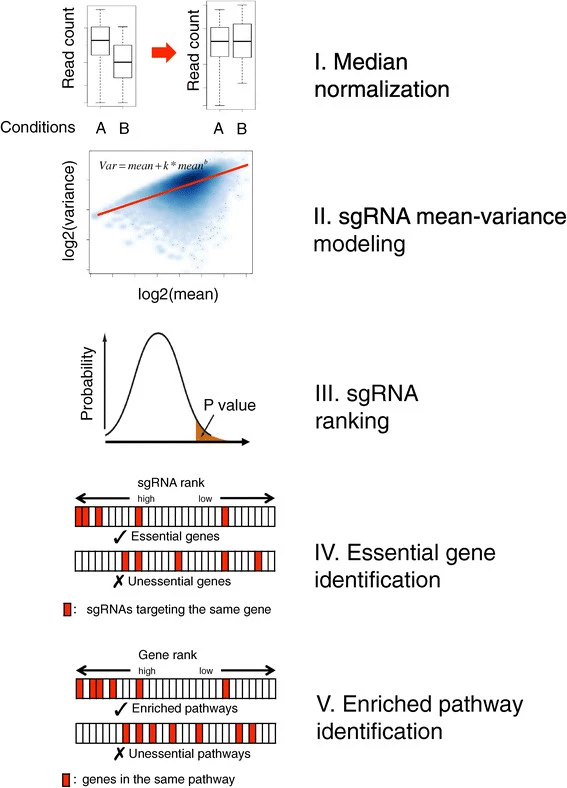 Read count
Read count
I. Median
normalization
Conditions A B A B
Var = mean + k * mean^b
log2(variance)
log2(mean)
II. sgRNA mean-variance
modeling
Probability
P value
III. sgRNA
ranking
sgRNA rank
high low
✓ Essential genes
✗ Unessential genes
: sgRNAs targeting the same gene
IV. Essential gene
identification
Gene rank
high low
✓ Enriched pathways
✗ Unessential pathways
: genes in the same pathway
V. Enriched pathway
identification